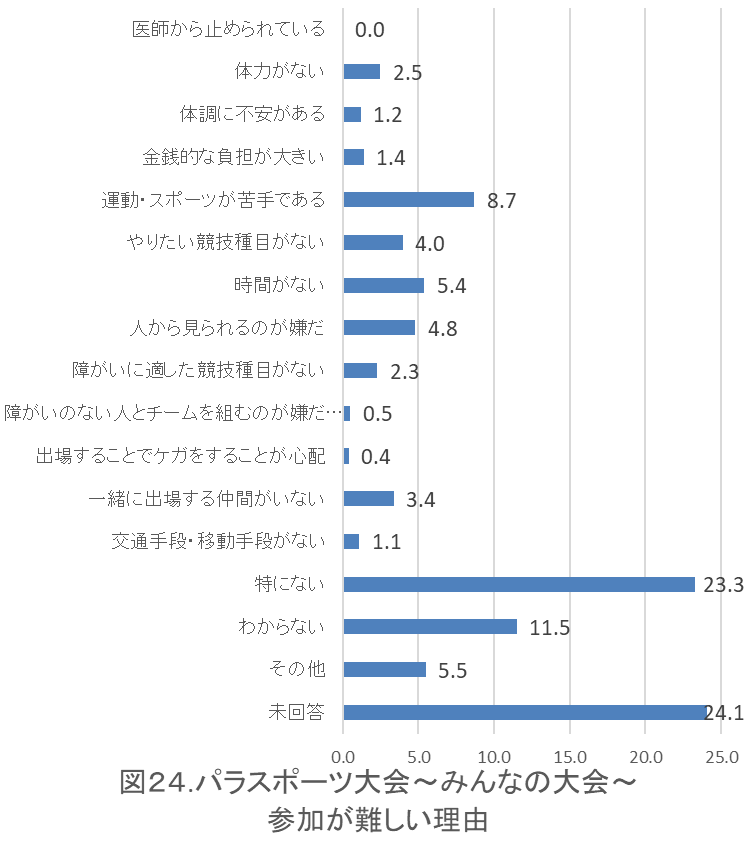 医師から止められている 0.0
体力がない 2.5
体調に不安がある 1.2
金銭的な負担が大きい 1.4
運動・スポーツが苦手である 8.7
やりたい競技種目がない 4.0
時間がない 5.4
人から見られるのが嫌だ 4.8
障がいに適した競技種目がない 2.3
障がいのない人とチームを組むのが嫌だ… 0.5
出場することでケガをすることが心配 0.4
一緒に出場する仲間がいない 3.4
交通手段・移動手段がない 1.1
特にない 23.3
わからない 11.5
その他 5.5
未回答 24.1
0.0 5.0 10.0 15.0 20.0 25.0
図24.パラスポーツ大会～みんなの大会～
参加が難しい理由